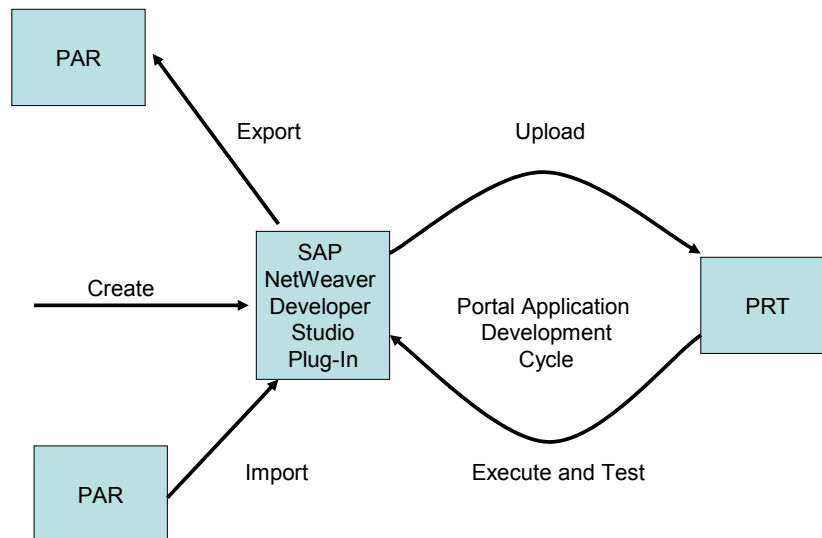 PAR
Export
Upload
SAP
NetWeaver
Developer
Studio
Plug-In
Create
Portal Application
Development
Cycle
PRT
PAR
Import
Execute and Test